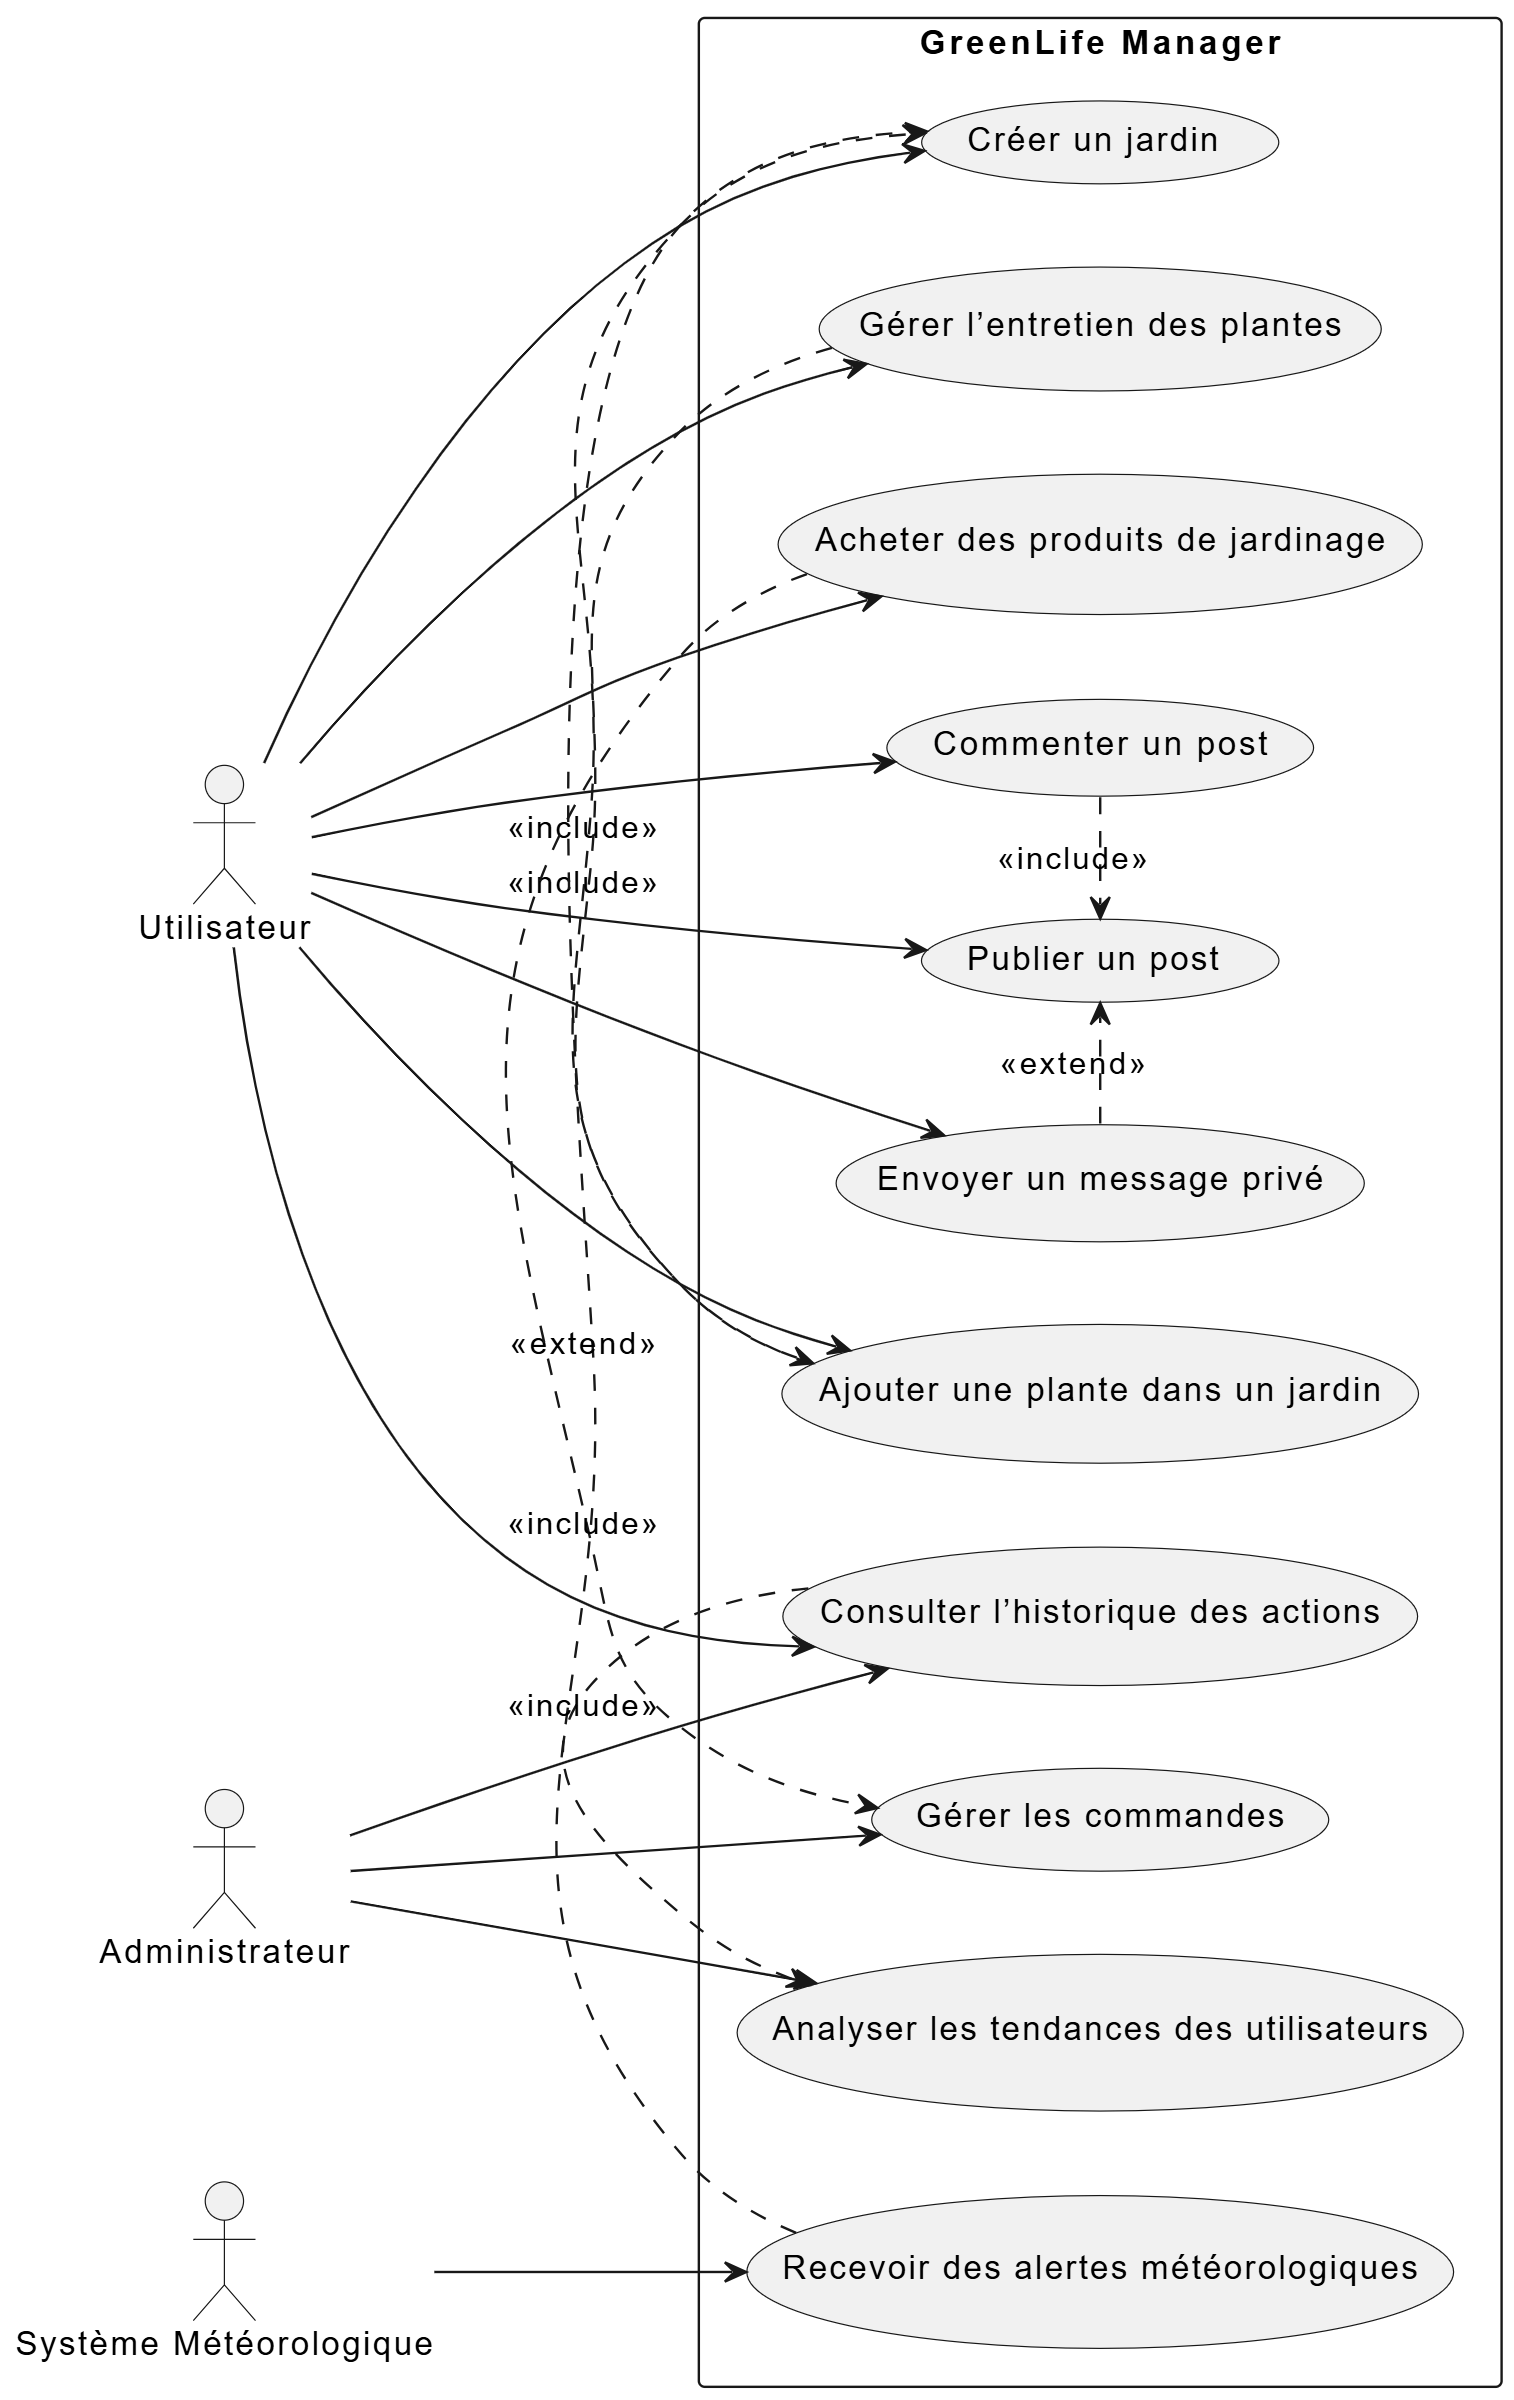 GreenLife Manager
Créer un jardin
Gérer l’entretien des plantes
Acheter des produits de jardinage
Commenter un post
«include»
«include»
«include»
Utilisateur
Publier un post
«extend»
Envoyer un message privé
«extend»
Ajouter une plante dans un jardin
«include»
Consulter l’historique des actions
«include»
Gérer les commandes
Administrateur
Analyser les tendances des utilisateurs
Recevoir des alertes météorologiques
Système Météorologique